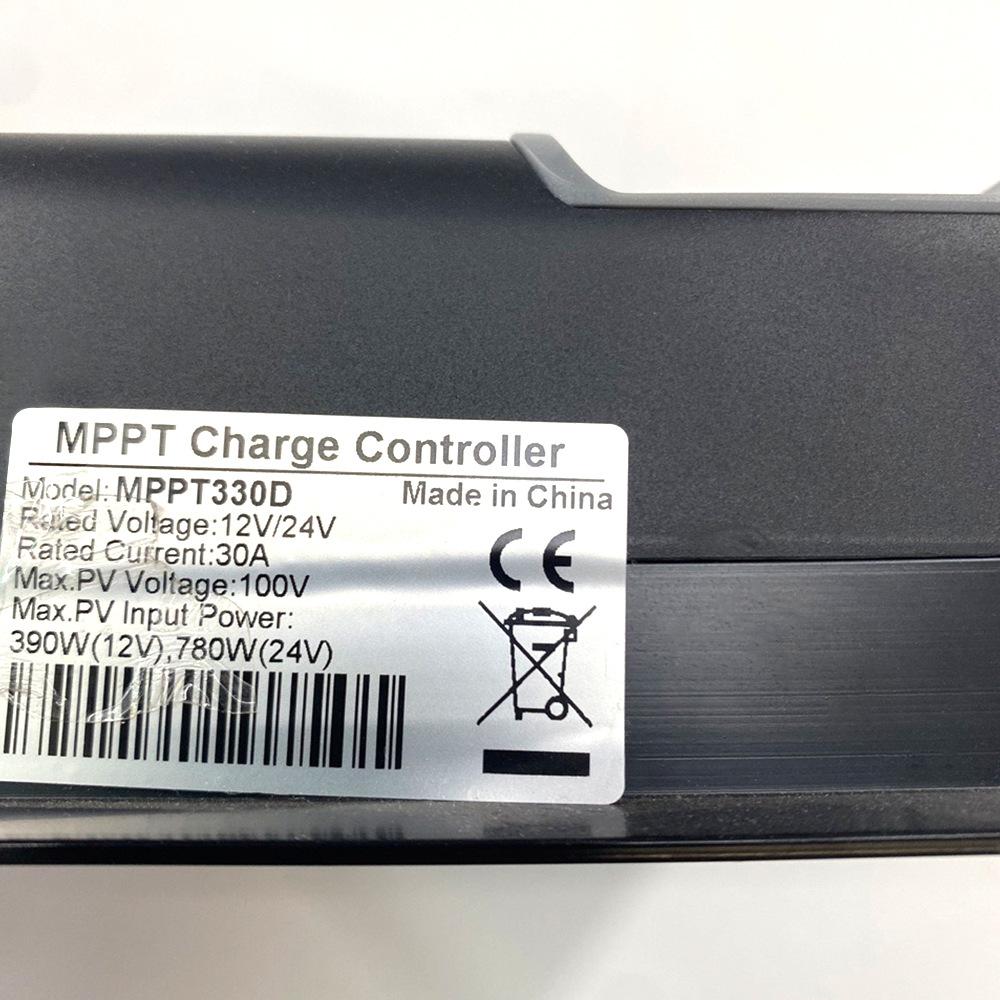 MPPT Charge Controller
Model: MPPT330D
Made in China
Rated Voltage:12V/24V
Rated Current:30A
Max.PV Voltage:100V
Max.PV Input Power:
390W(12V),780W(24V)
CE